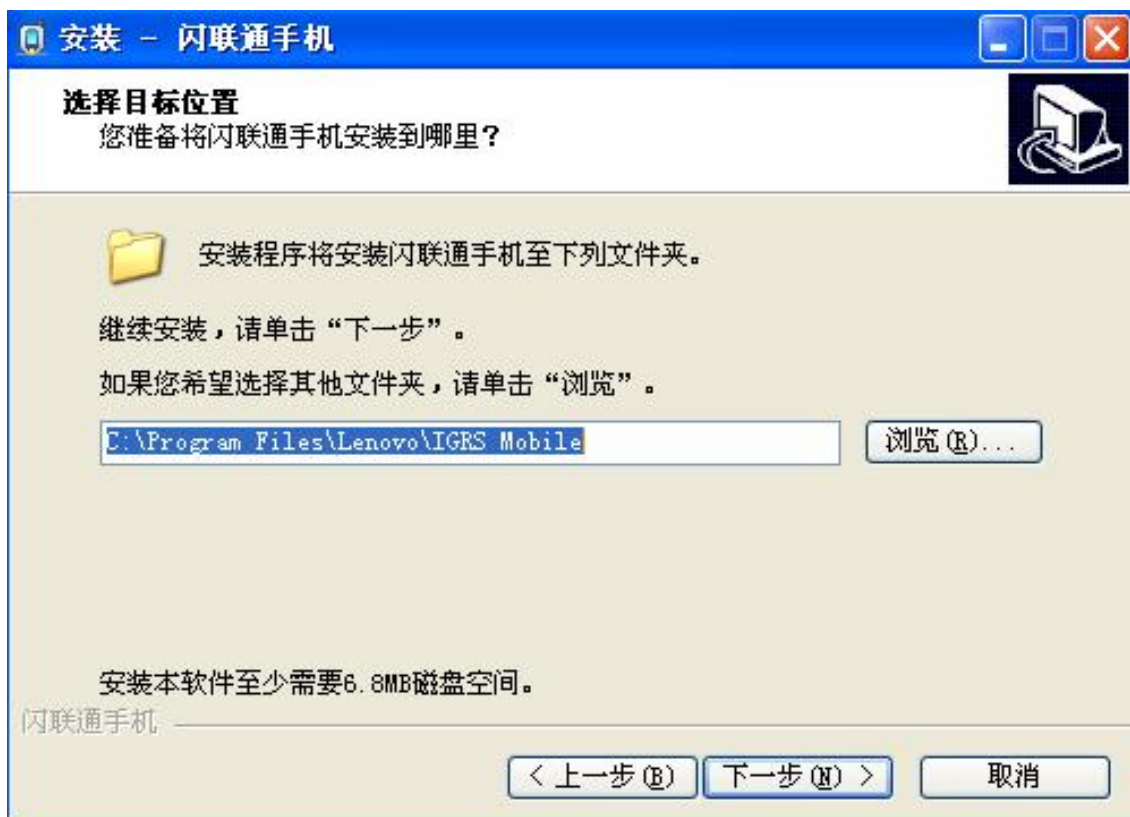 安装 - 闪联通手机
选择目标位置
您准备将闪联通手机安装到哪里？
安装程序将安装闪联通手机至下列文件夹。
继续安装，请单击“下一步”。
如果您希望选择其他文件夹，请单击“浏览”。
C:\Program Files\Lenovo\IGRS Mobile
浏览(R)...
安装本软件至少需要6.8MB磁盘空间。
闪联通手机
< 上一步(B) 下一步(N) > 取消